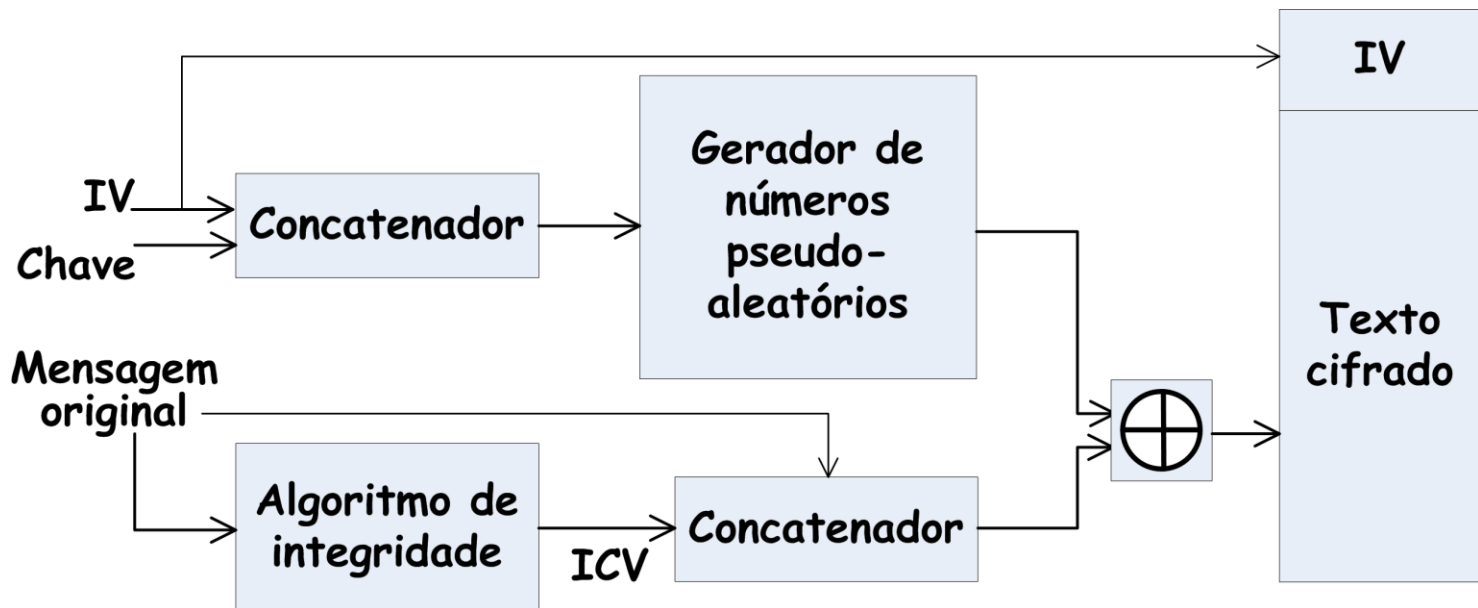 IV
IV
Chave
Concatenador
Gerador de
números
pseudo-
aleatórios
Texto
cifrado
Mensagem
original
Algoritmo de
integridade
ICV
Concatenador